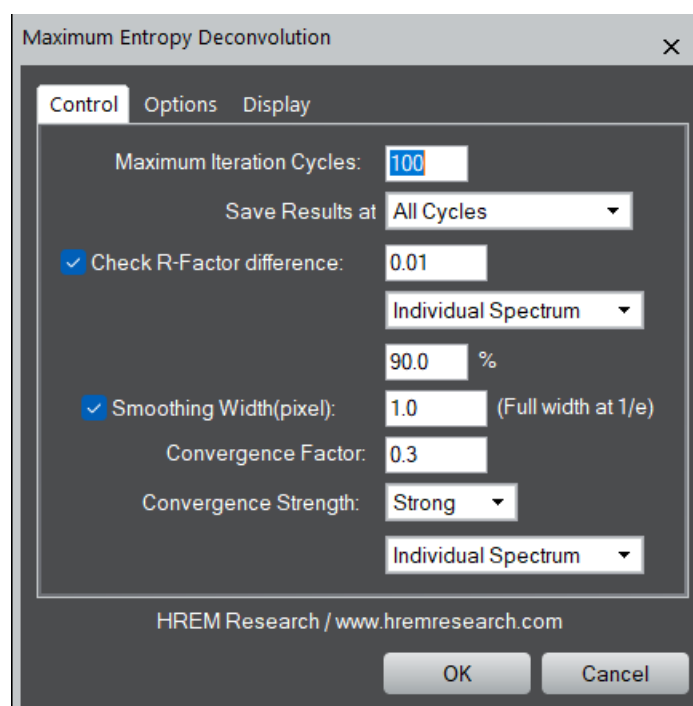 Maximum Entropy Deconvolution
Control Options Display
Maximum Iteration Cycles: 100
Save Results at All Cycles
Check R-Factor difference: 0.01
Individual Spectrum
90.0 %
Smoothing Width(pixel): 1.0 (Full width at 1/e)
Convergence Factor: 0.3
Convergence Strength: Strong
Individual Spectrum
HREM Research / www.hremresearch.com
OK Cancel